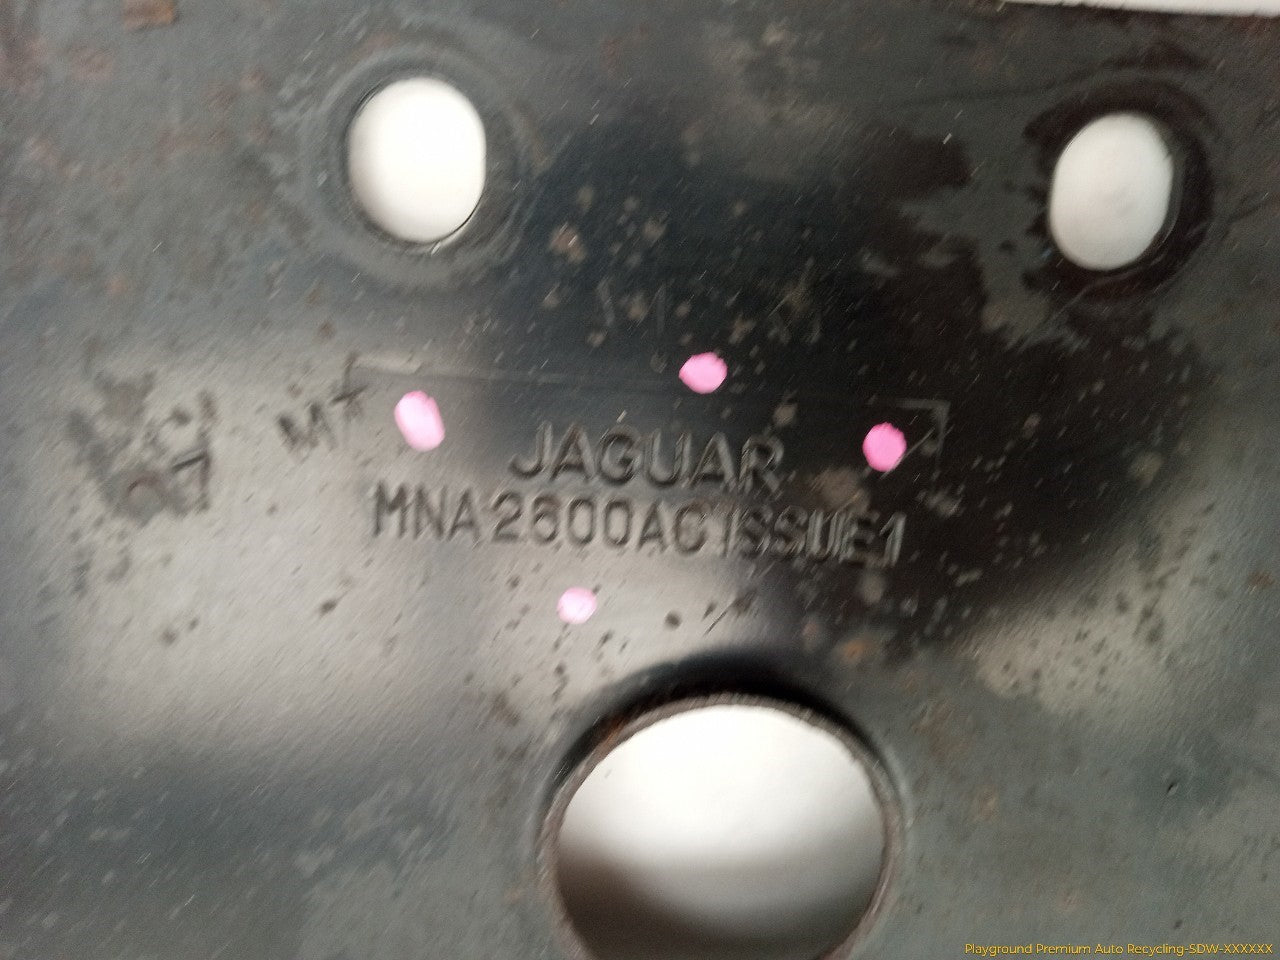 JAGUAR
MNA2600AC ISSUE1
Playground Premium Auto Recycling-SDW-XXXXXX